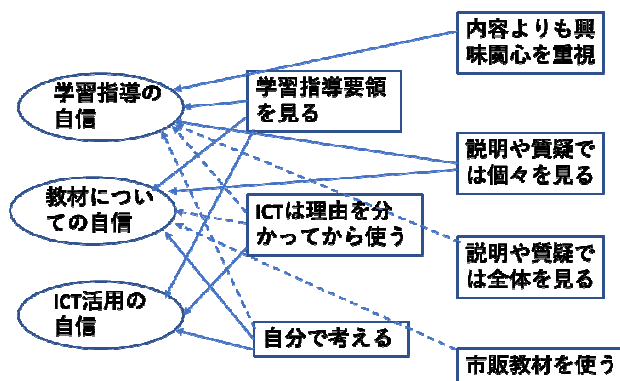 内容よりも興
味関心を重視
学習指導の
自信
学習指導要領
を見る
説明や質疑で
は個々を見る
教材につい
ての自信
ICTは理由を分
かってから使う
説明や質疑で
は全体を見る
ICT活用の
自信
自分で考える
市販教材を使う